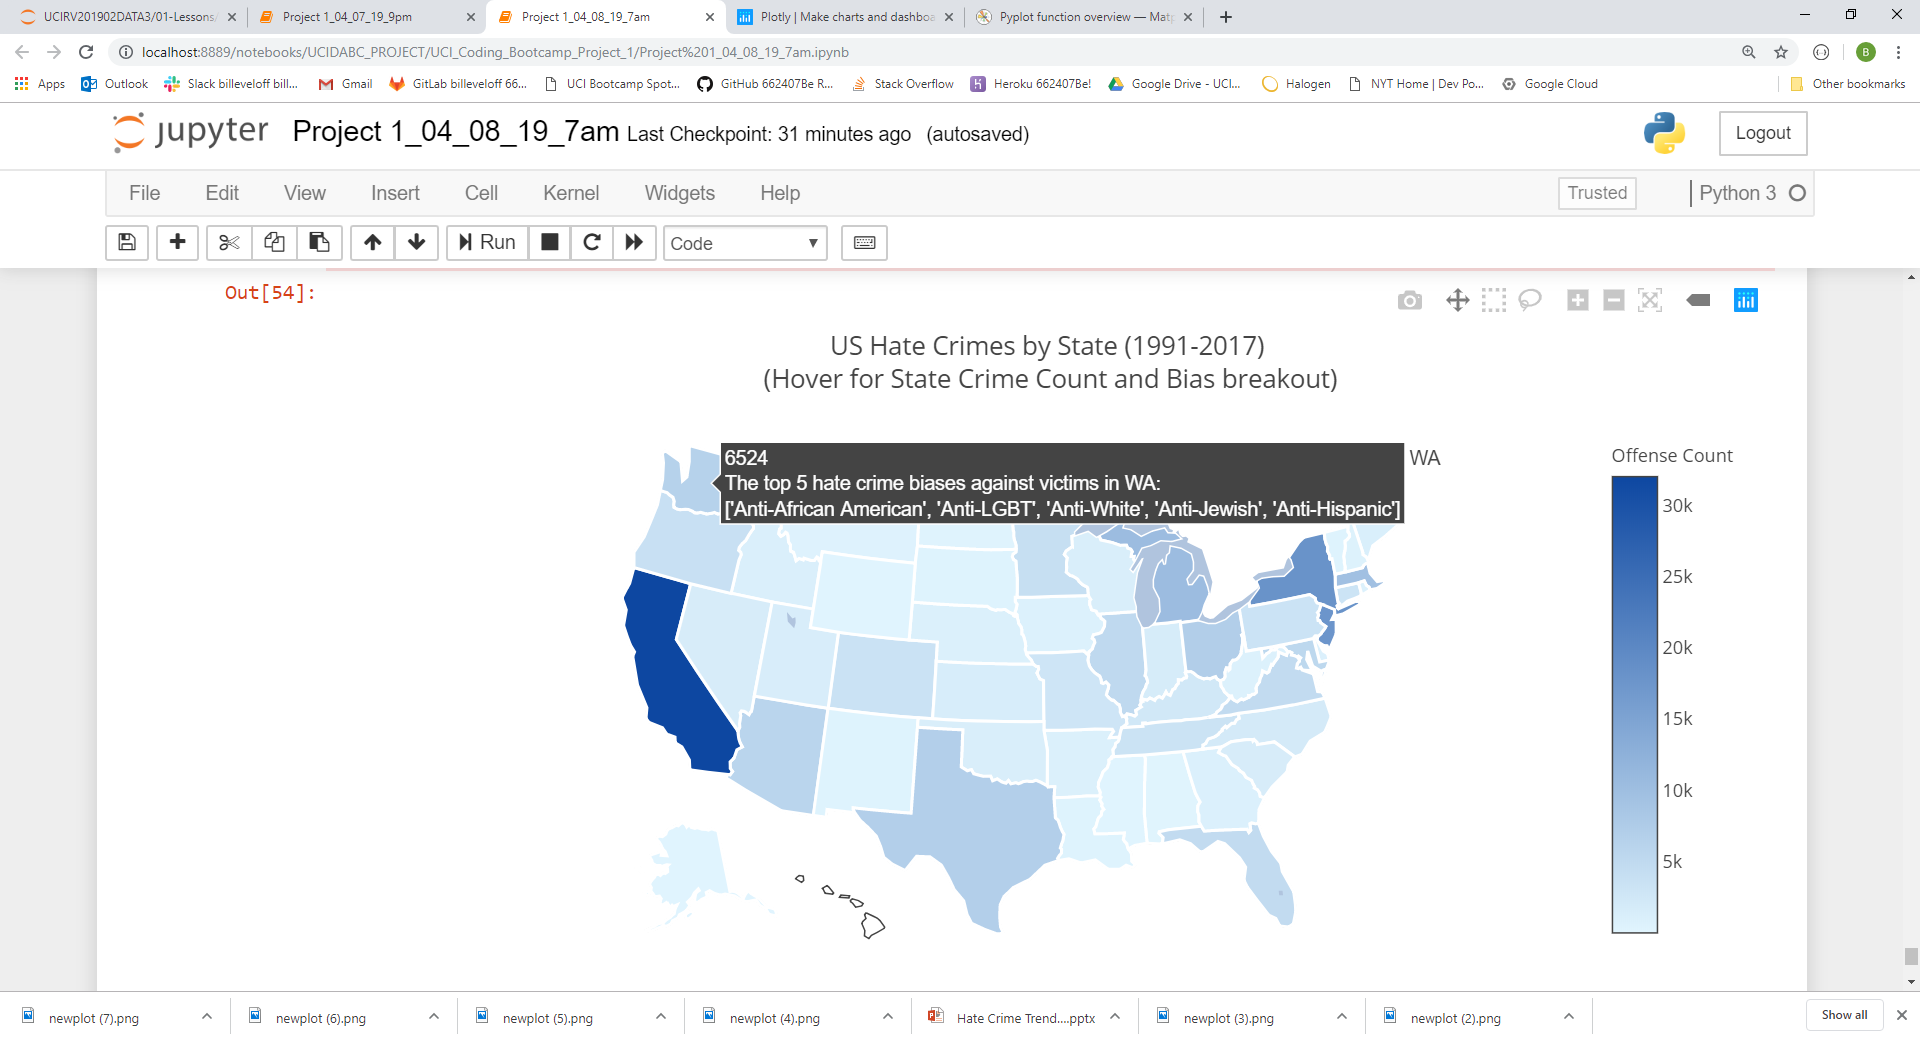 UCIRV201902DATA3/01-Lessons/
Project 1_04_07_19_9pm
Project 1_04_08_19_7am
Plotly | Make charts and dashboa
Pyplot function overview — Mat
localhost:8889/notebooks/UCIDABC_PROJECT/UCI_Coding_Bootcamp_Project_1/Project%201_04_08_19_7am.ipynb
B
Apps
Outlook
Slack billeveloff bill...
Gmail
GitLab billeveloff 66...
UCI Bootcamp Spot...
GitHub 662407Be R...
Stack Overflow
Heroku 662407Be!
Google Drive - UCI...
Halogen
NYT Home | Dev Po...
Google Cloud
Other bookmarks
jupyter Project 1_04_08_19_7am Last Checkpoint: 31 minutes ago (autosaved)
Logout
File Edit View Insert Cell Kernel Widgets Help
Trusted
Python 3
Run
Code
Out[54]:
US Hate Crimes by State (1991-2017)
(Hover for State Crime Count and Bias breakout)
6524
The top 5 hate crime biases against victims in WA:
['Anti-African American', 'Anti-LGBT', 'Anti-White', 'Anti-Jewish', 'Anti-Hispanic']
WA
Offense Count
30k
25k
20k
15k
10k
5k
newplot (7).png
newplot (6).png
newplot (5).png
newplot (4).png
Hate Crime Trend....pptx
newplot (3).png
newplot (2).png
Show all